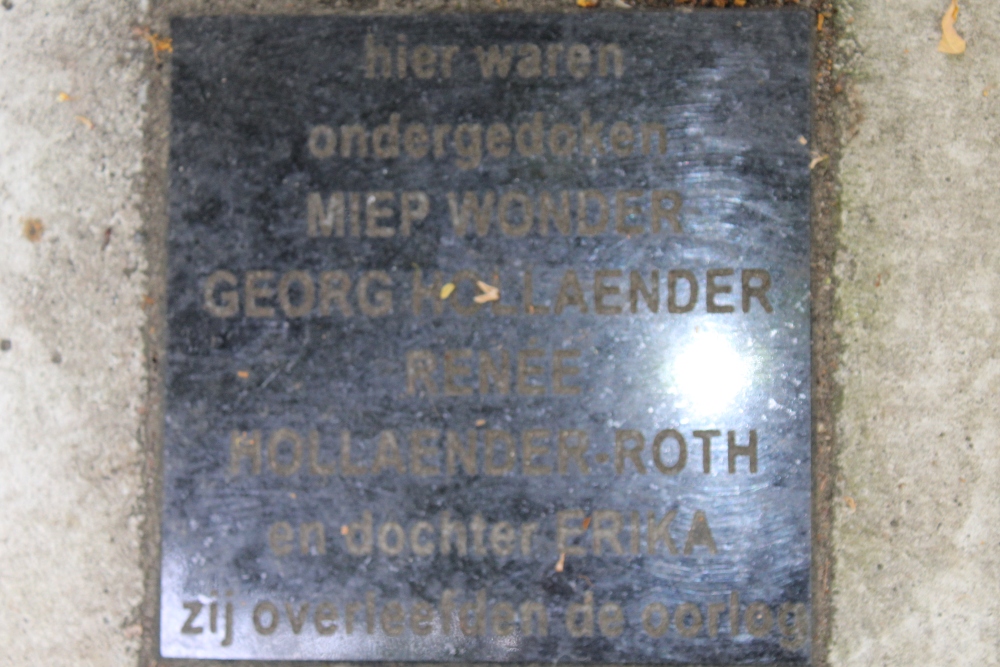 hier waren
ondergedoken
MIEP WONDER
GEORG HOLLAENDER
RENÉE
HOLLAENDER-ROTH
en dochter ERIKA
zij overleefden de oorlog